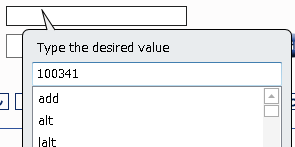 Type the desired value
100341
add
alt
lalt